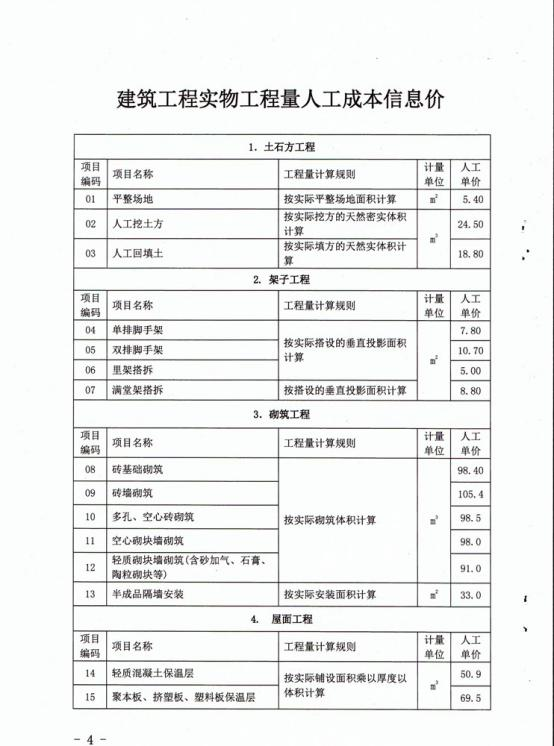 建筑工程实物工程量人工成本信息价
1. 土石方工程
项目编码 项目名称 工程量计算规则 计量单位 人工单价
01 平整场地 按实际平整场地面积计算 m² 5.40
02 人工挖土方 按实际挖方的天然密实体积计算 m³ 24.50
03 人工回填土 按实际填方的天然实体积计算 18.80
2. 架子工程
项目编码 项目名称 工程量计算规则 计量单位 人工单价
04 单排脚手架 按实际搭设的垂直投影面积计算 m² 7.80
05 双排脚手架 10.70
06 里架搭拆 5.00
07 满堂架搭拆 按搭设的垂直投影面积计算 8.80
3. 砌筑工程
项目编码 项目名称 工程量计算规则 计量单位 人工单价
08 砖基础砌筑 按实际砌筑体积计算 m³ 98.40
09 砖墙砌筑 105.4
10 多孔、空心砖砌筑 98.5
11 空心砌块墙砌筑 98.0
12 轻质砌块墙砌筑(含砂加气、石膏、陶粒砌块等) 91.0
13 半成品隔墙安装 按实际安装面积计算 m² 33.0
4. 屋面工程
项目编码 项目名称 工程量计算规则 计量单位 人工单价
14 轻质混凝土保温层 按实际铺设面积乘以厚度以体积计算 m³ 50.9
15 聚本板、挤塑板、塑料板保温层 69.5
- 4 -